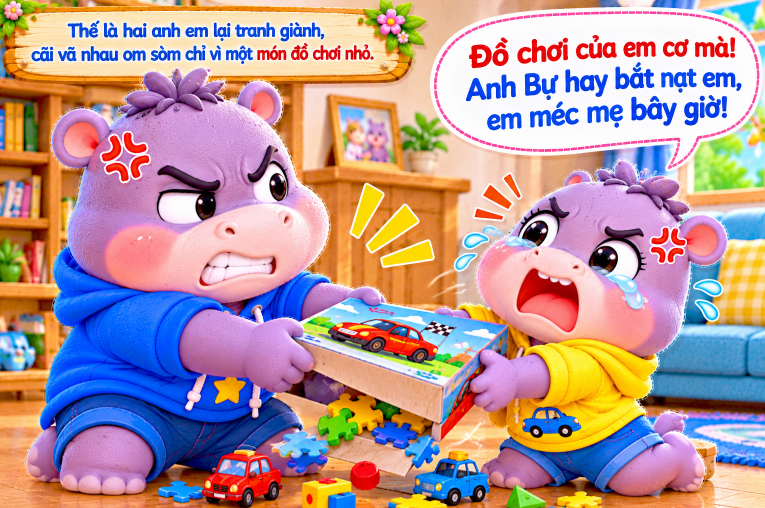 Thế là hai anh em lại tranh giành,
cãi vã nhau om sòm chỉ vì một món đồ chơi nhỏ.
Đồ chơi của em cơ mà!
Anh Bự hay bắt nạt em,
em méc mẹ bây giờ!